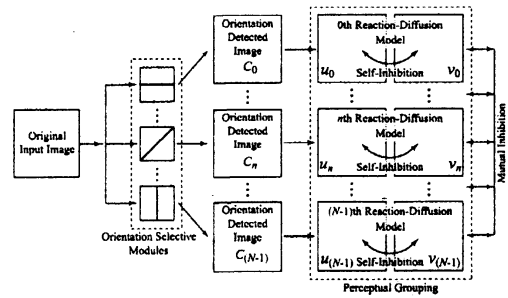 Original
Input Image
Orientation Selective
Modules
Orientation
Detected
Image
C0
Orientation
Detected
Image
Cn
Orientation
Detected
Image
C(N-1)
0th Reaction-Diffusion
Model
u0 Self-Inhibition v0
nth Reaction-Diffusion
Model
un Self-Inhibition vn
(N-1)th Reaction-Diffusion
Model
u(N-1) Self-Inhibition v(N-1)
Perceptual Grouping
Mutual Inhibition